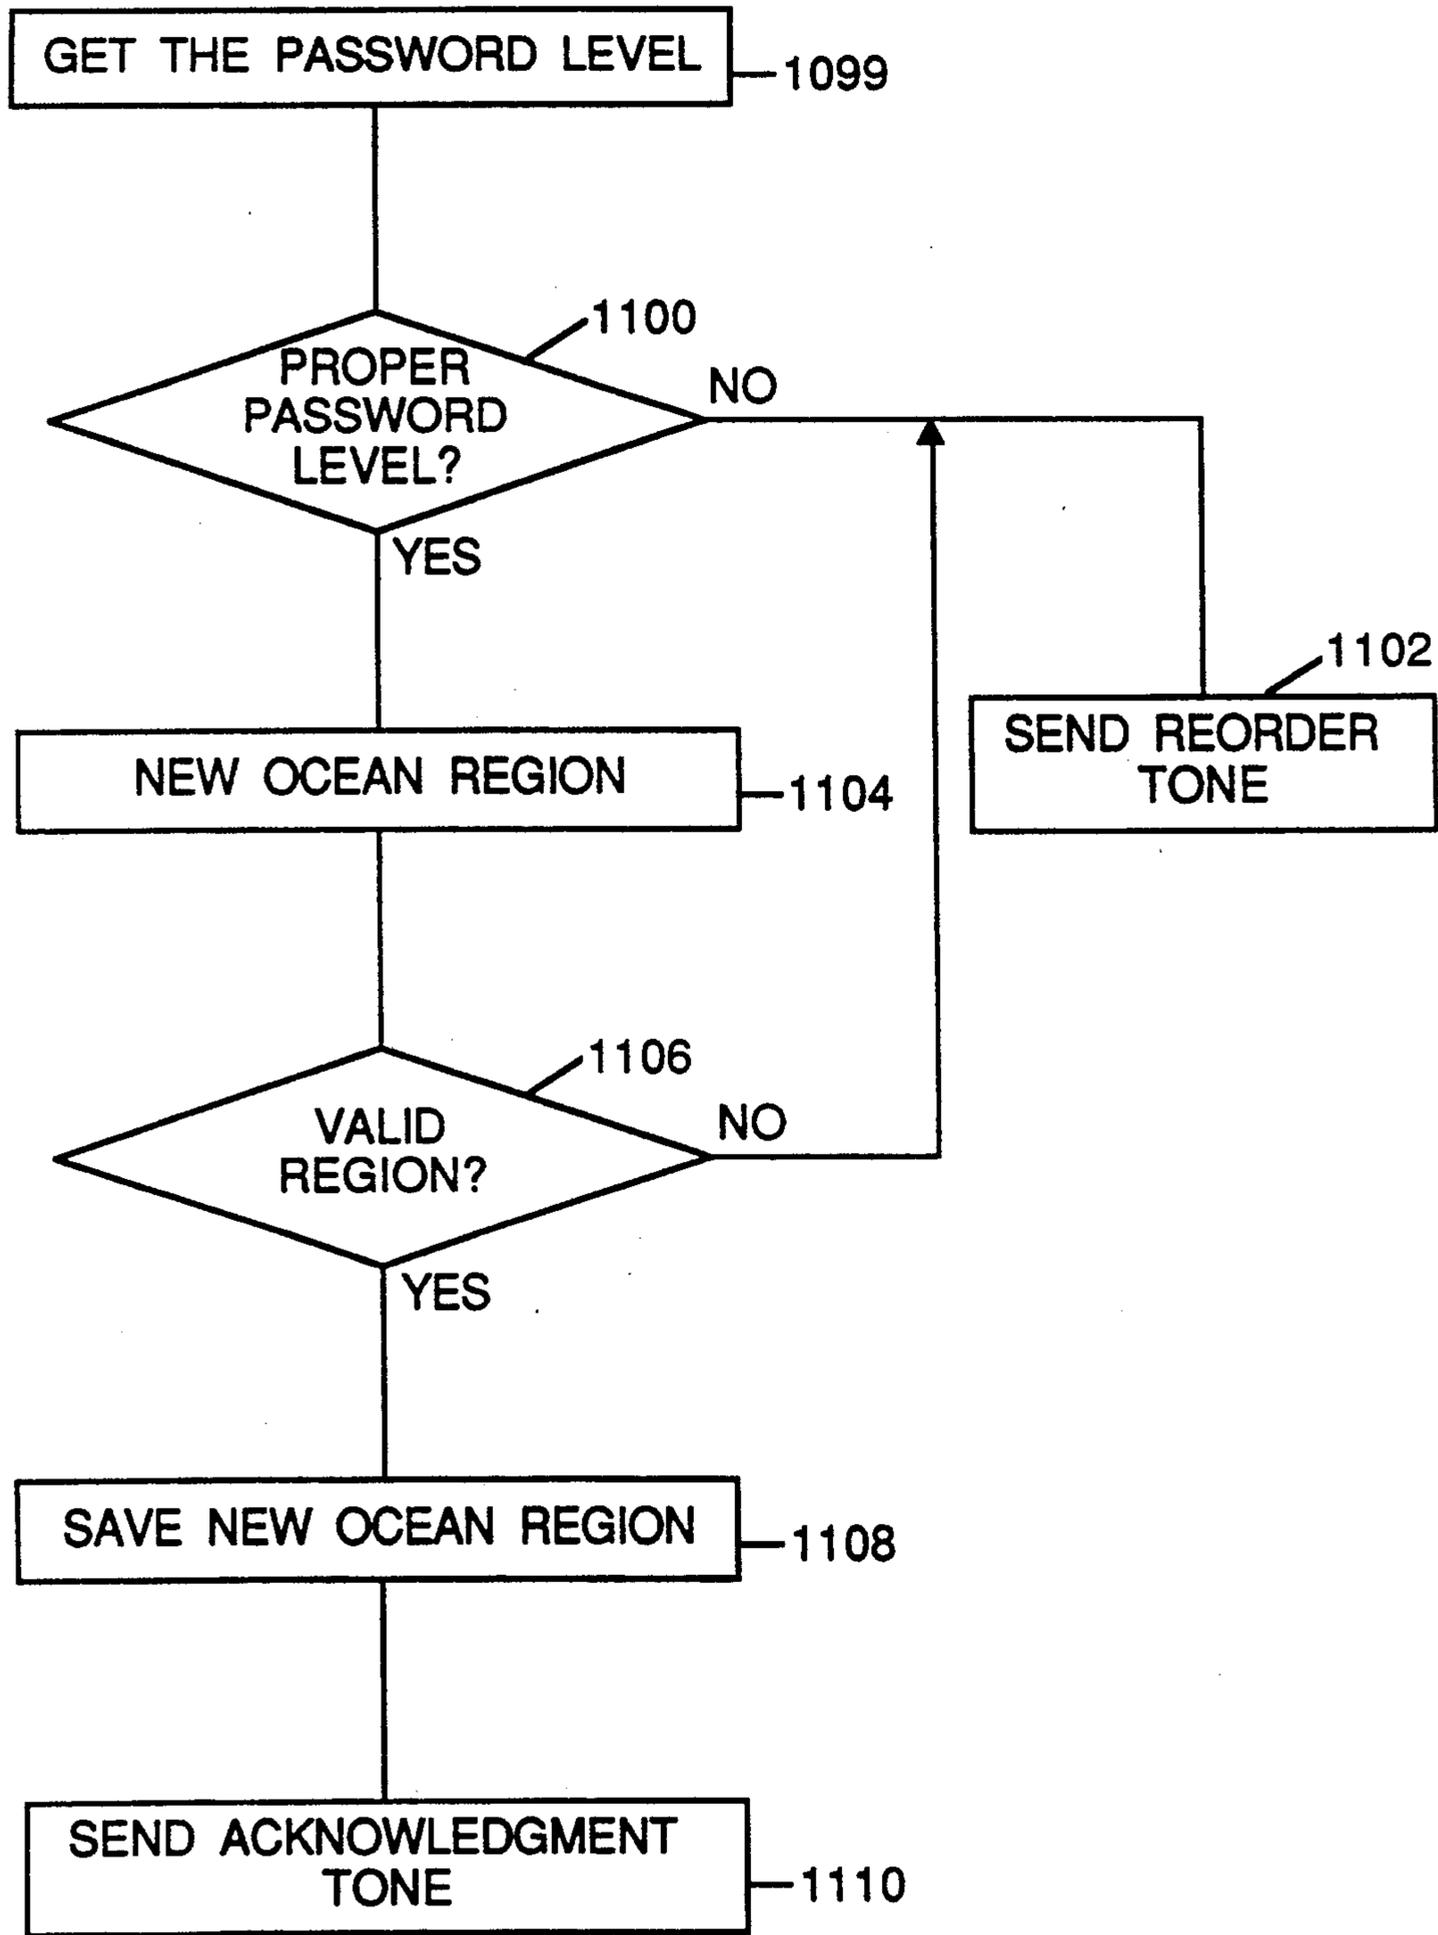 GET THE PASSWORD LEVEL
1099
1100
PROPER
PASSWORD
LEVEL?
NO
YES
1102
SEND REORDER
TONE
NEW OCEAN REGION
1104
1106
VALID
REGION?
NO
YES
SAVE NEW OCEAN REGION
1108
SEND ACKNOWLEDGMENT
TONE
1110